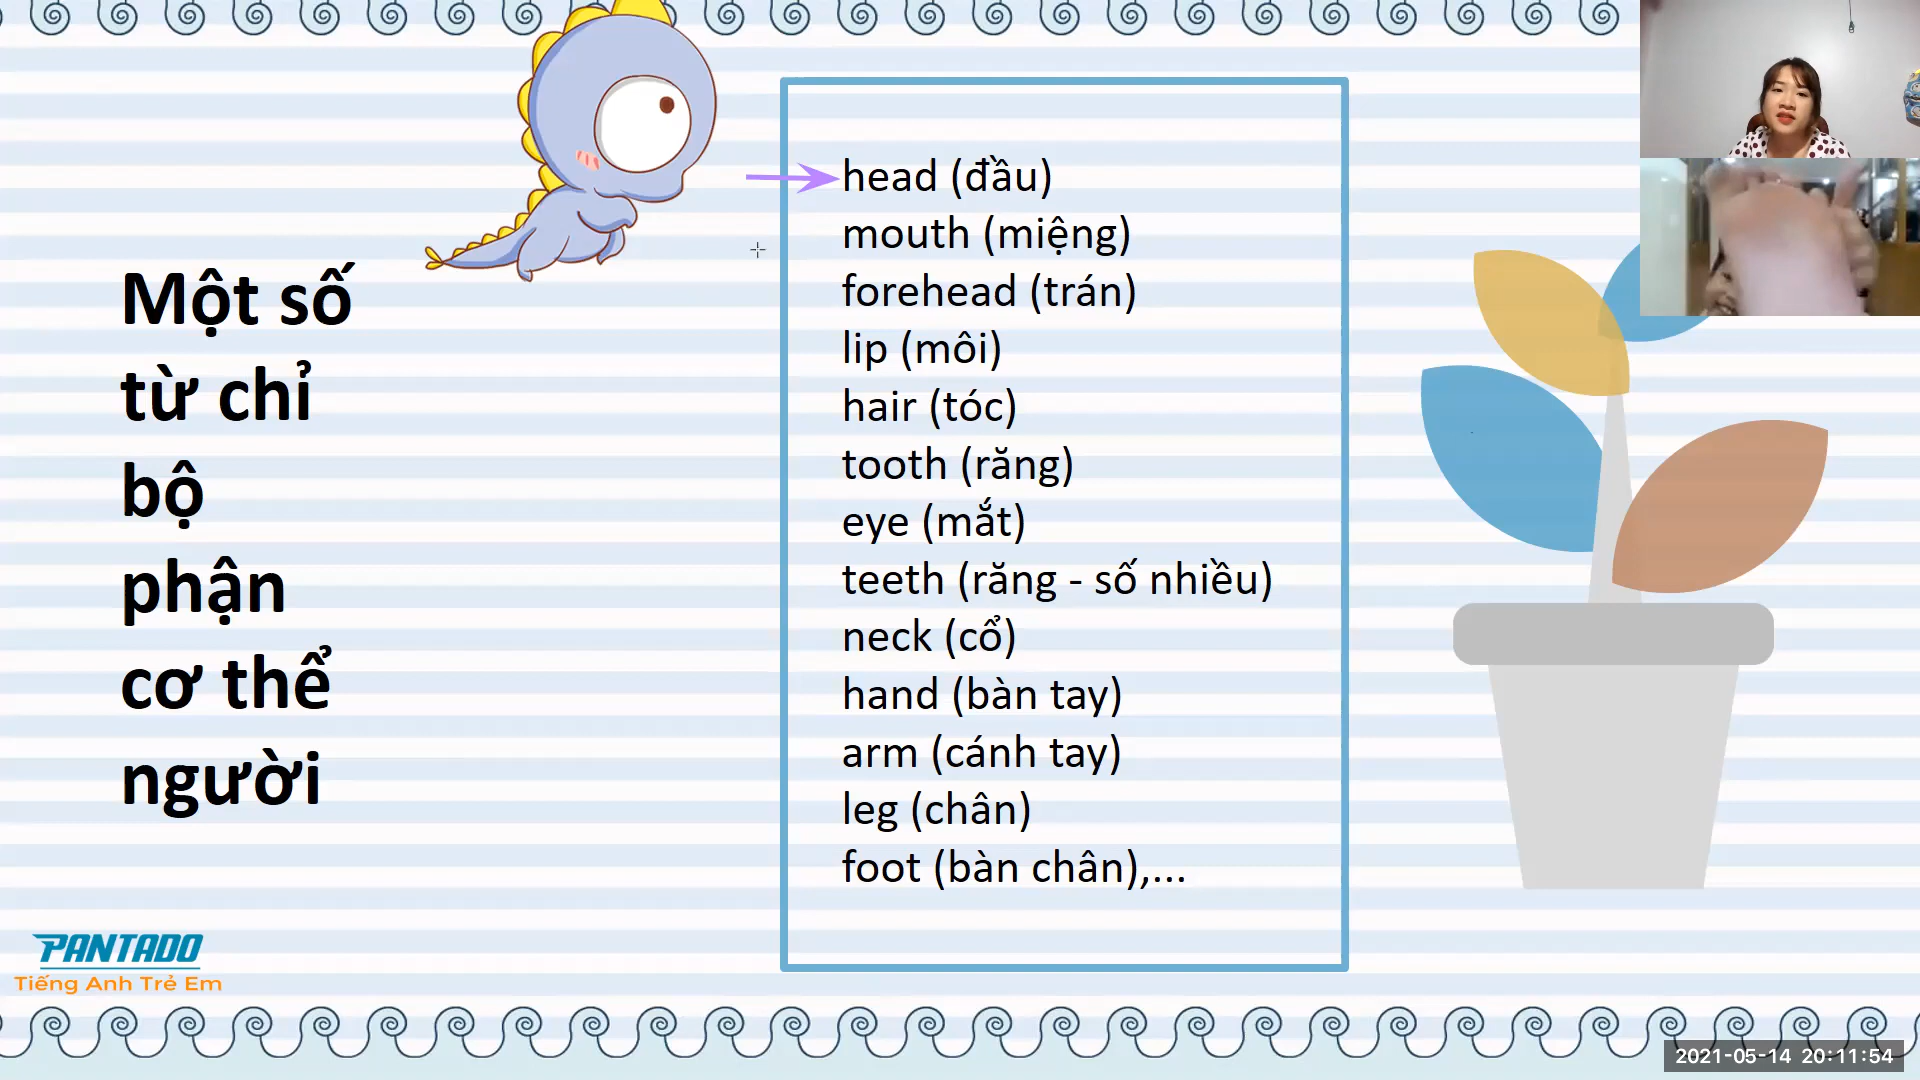 Một số
từ chỉ
bộ
phận
cơ thể
người
head (đầu)
mouth (miệng)
forehead (trán)
lip (môi)
hair (tóc)
tooth (răng)
eye (mắt)
teeth (răng - số nhiều)
neck (cổ)
hand (bàn tay)
arm (cánh tay)
leg (chân)
foot (bàn chân),...
PANTADO
Tiếng Anh Trẻ Em
2021-05-14 20:11:54